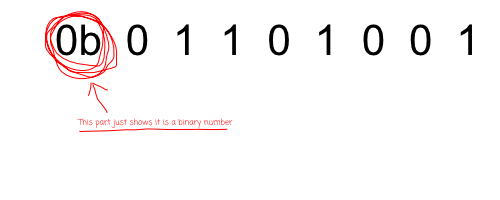 0b 0 1 1 0 1 0 0 1
This part just shows it is a binary number